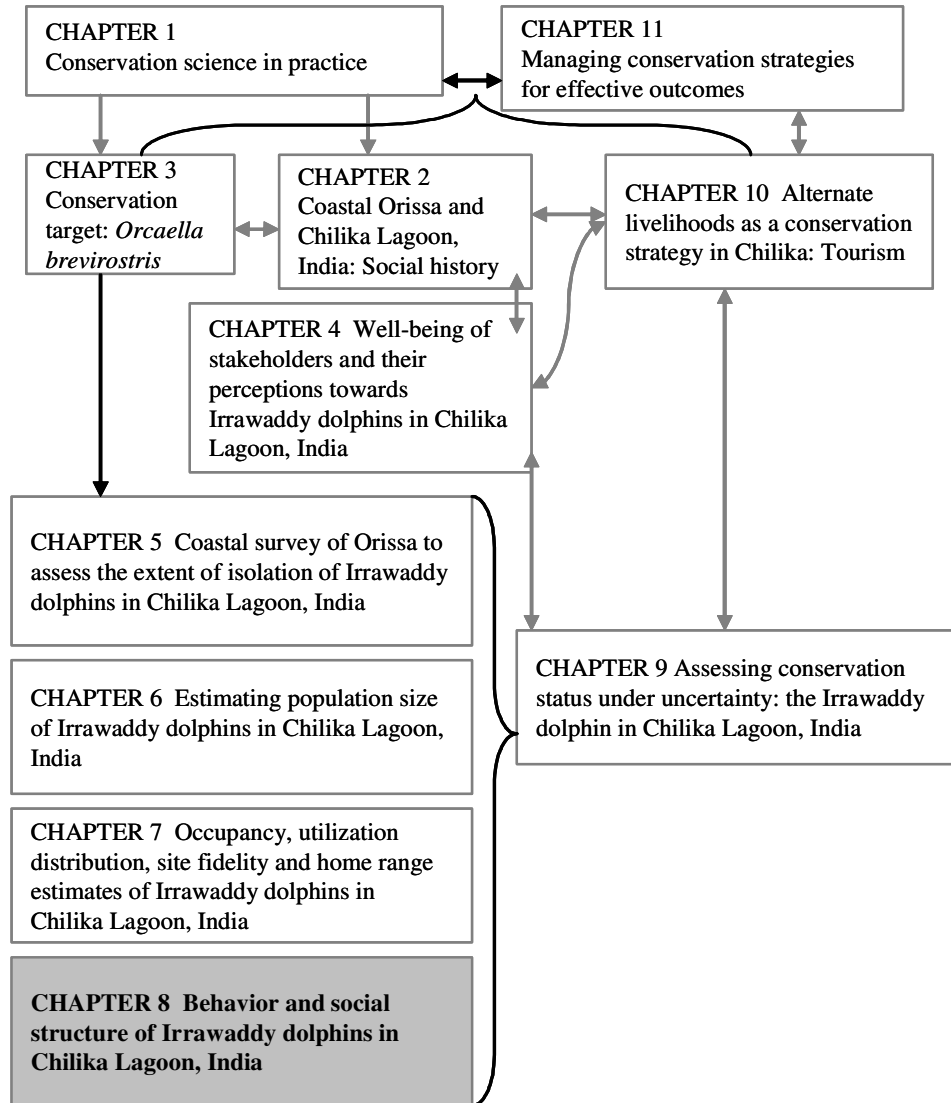 CHAPTER 1
Conservation science in practice
CHAPTER 11
Managing conservation strategies
for effective outcomes
CHAPTER 3
Conservation
target: Orcaella
brevirostris
CHAPTER 2
Coastal Orissa and
Chilika Lagoon,
India: Social history
CHAPTER 10  Alternate
livelihoods as a conservation
strategy in Chilika: Tourism
CHAPTER 4  Well-being of
stakeholders and their
perceptions towards
Irrawaddy dolphins in Chilika
Lagoon, India
CHAPTER 5  Coastal survey of Orissa to
assess the extent of isolation of Irrawaddy
dolphins in Chilika Lagoon, India
CHAPTER 6  Estimating population size
of Irrawaddy dolphins in Chilika Lagoon,
India
CHAPTER 7  Occupancy, utilization
distribution, site fidelity and home range
estimates of Irrawaddy dolphins in
Chilika Lagoon, India
CHAPTER 8  Behavior and social
structure of Irrawaddy dolphins in
Chilika Lagoon, India
CHAPTER 9 Assessing conservation
status under uncertainty: the Irrawaddy
dolphin in Chilika Lagoon, India